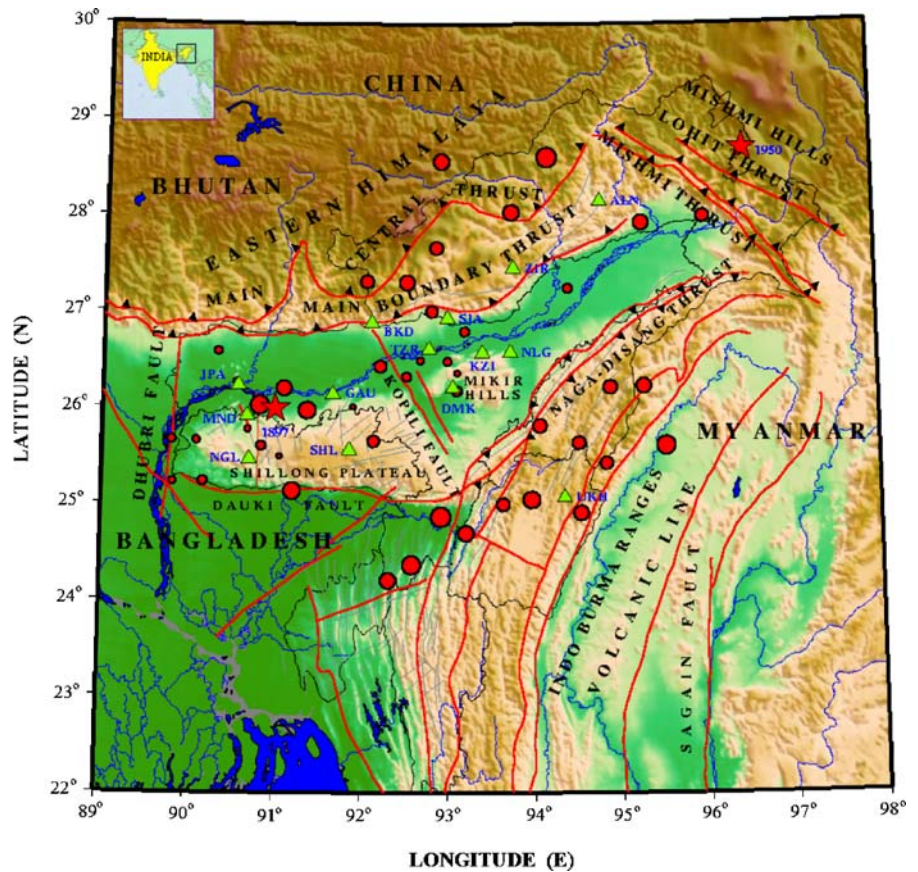 30°
29°
28°
27°
26°
25°
24°
23°
22°
LATITUDE (N)
INDIA
CHINA
MISHMI HILLS
LOHIT THRUST
1950
MISHMI THRUST
BHUTAN
EASTERN HIMALAYA
MAIN CENTRAL THRUST
ALN
MAIN BOUNDARY THRUST
ZIR
BKD
SJA
TZR
KZI
NLG
NAGA-DISANG THRUST
DHUBRI FAULT
JPA
GAU
MIKIR
HILLS
DMK
MND
1897
KOPILI FAUL
NGL
SHL
SHILLONG PLATEAU
MYANMAR
DAUKI FAULT
UKH
BANGLADESH
INDO BURMA RANGES
VOLCANIC LINE
SAGAIN FAULT
89° 90° 91° 92° 93° 94° 95° 96° 97° 98°
LONGITUDE (E)